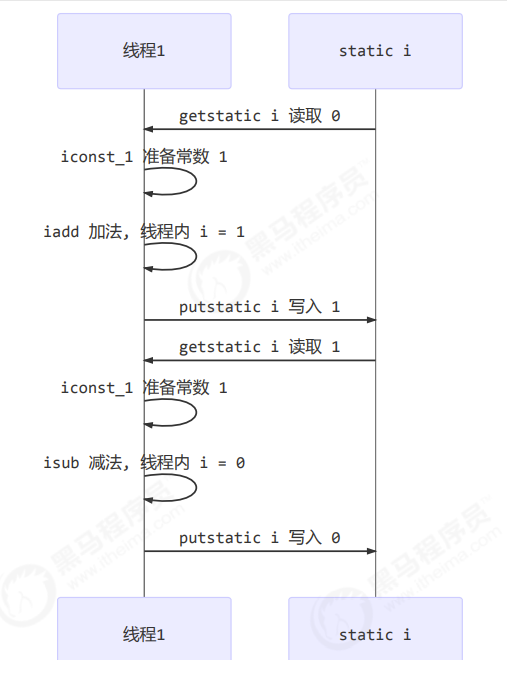 线程1
static i
getstatic i 读取 0
iconst_1 准备常数 1
iadd 加法, 线程内 i = 1
putstatic i 写入 1
getstatic i 读取 1
iconst_1 准备常数 1
isub 减法, 线程内 i = 0
putstatic i 写入 0
线程1
static i
黑马程序员
www.itheima.com
黑马程序员
www.itheima.com
黑马程序员
www.itheima.com